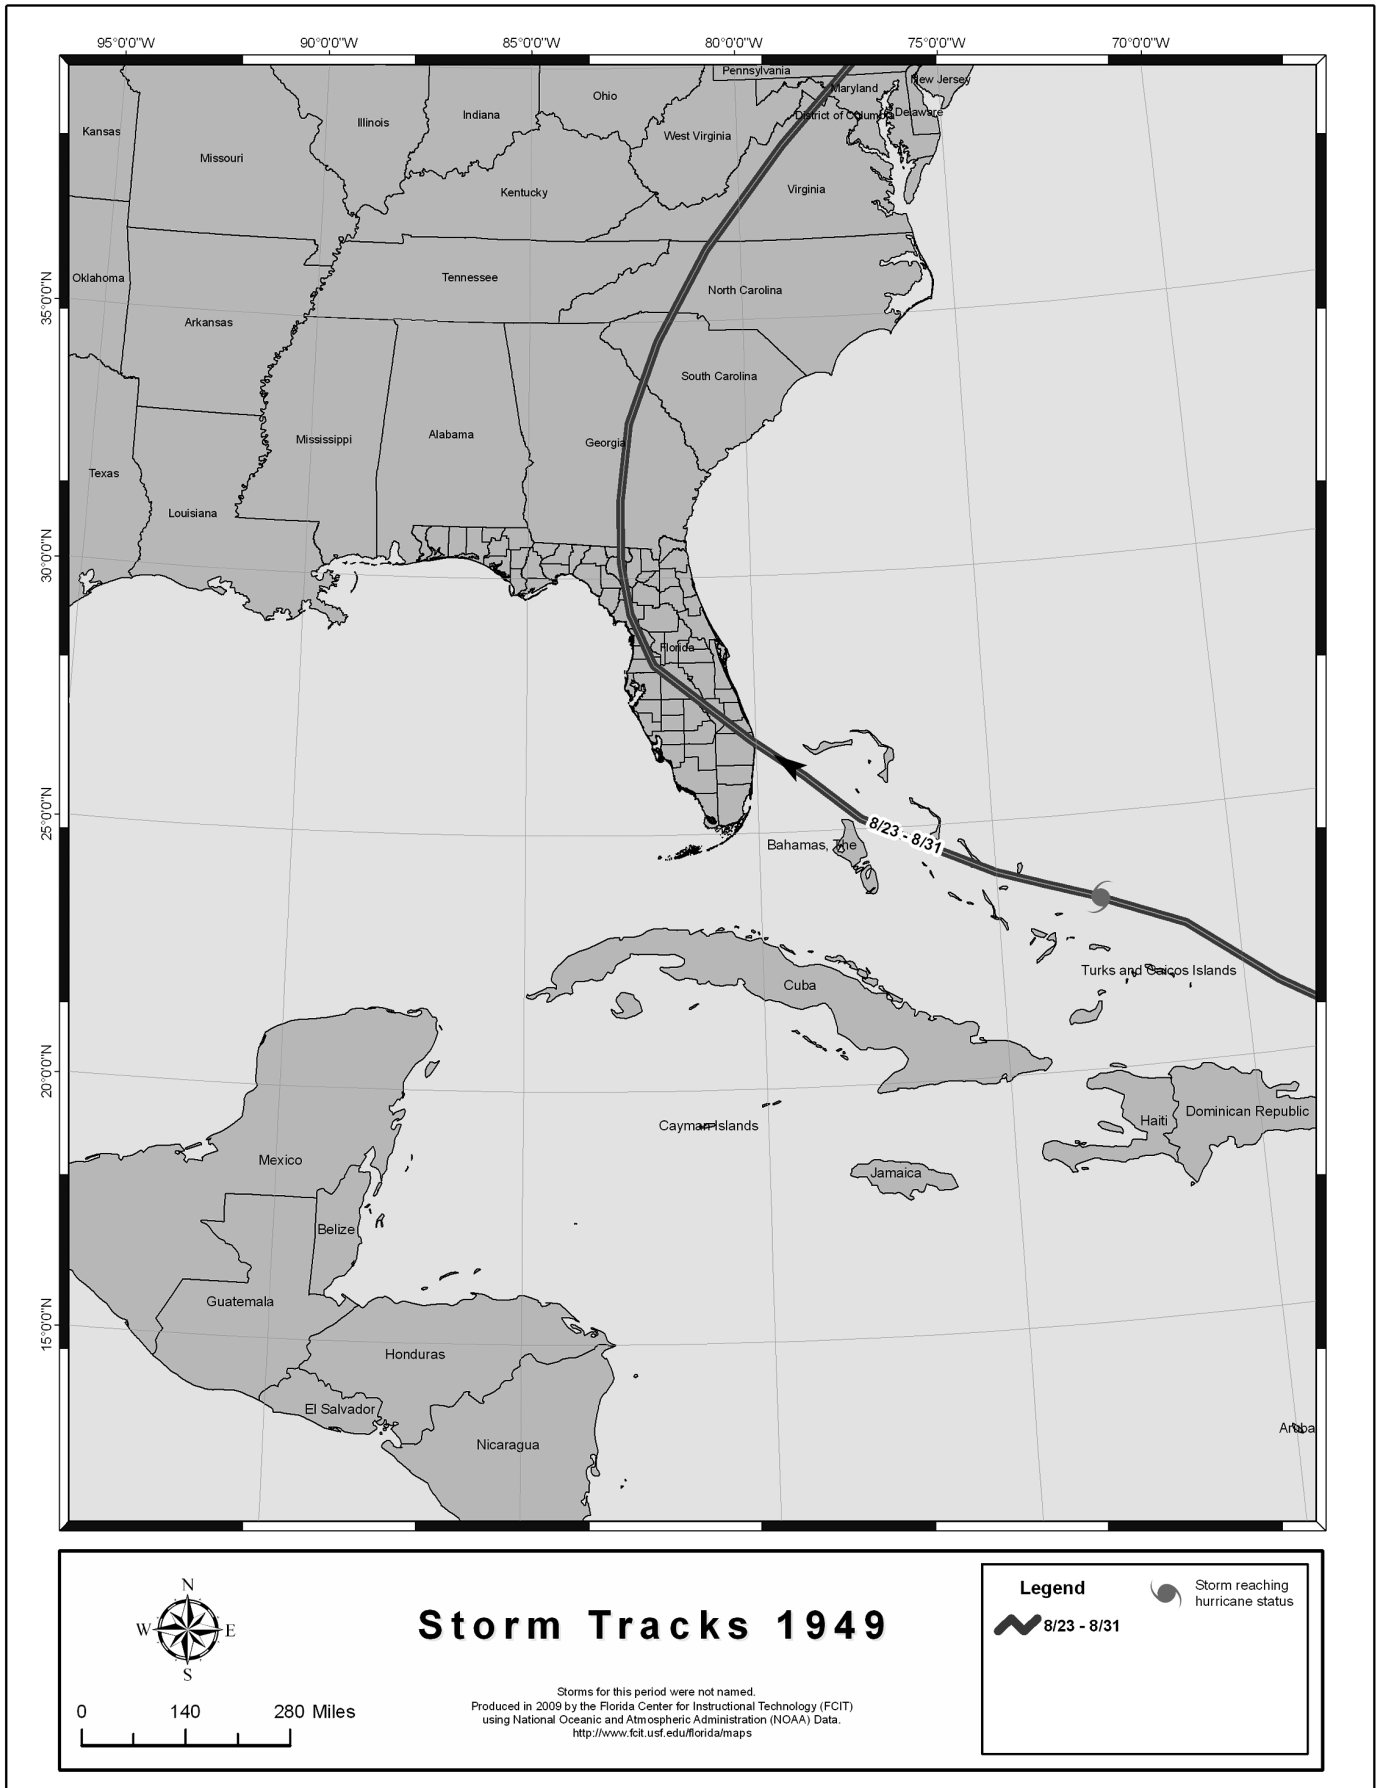 95°0'0"W 90°0'0"W 85°0'0"W 80°0'0"W 75°0'0"W 70°0'0"W
Pennsylvania
New Jersey
Maryland
Ohio
Delaware
District of Columbia
Indiana
Illinois
Kansas
West Virginia
Missouri
Kentucky
Virginia
35°0'0"N
Oklahoma
Tennessee
North Carolina
Arkansas
South Carolina
Mississippi
Alabama
Georgia
Texas
Louisiana
30°0'0"N
Florida
25°0'0"N
8/23 - 8/31
Bahamas, The
Turks and Caicos Islands
Cuba
20°0'0"N
Cayman Islands
Haiti
Dominican Republic
Mexico
Jamaica
Belize
Guatemala
15°0'0"N
Honduras
El Salvador
Nicaragua
Aruba
N
W E
S
0 140 280 Miles
Storm Tracks 1949
Storms for this period were not named.
Produced in 2009 by the Florida Center for Instructional Technology (FCIT)
using National Oceanic and Atmospheric Administration (NOAA) Data.
http://www.fcit.usf.edu/florida/maps
Legend
8/23 - 8/31
Storm reaching
hurricane status